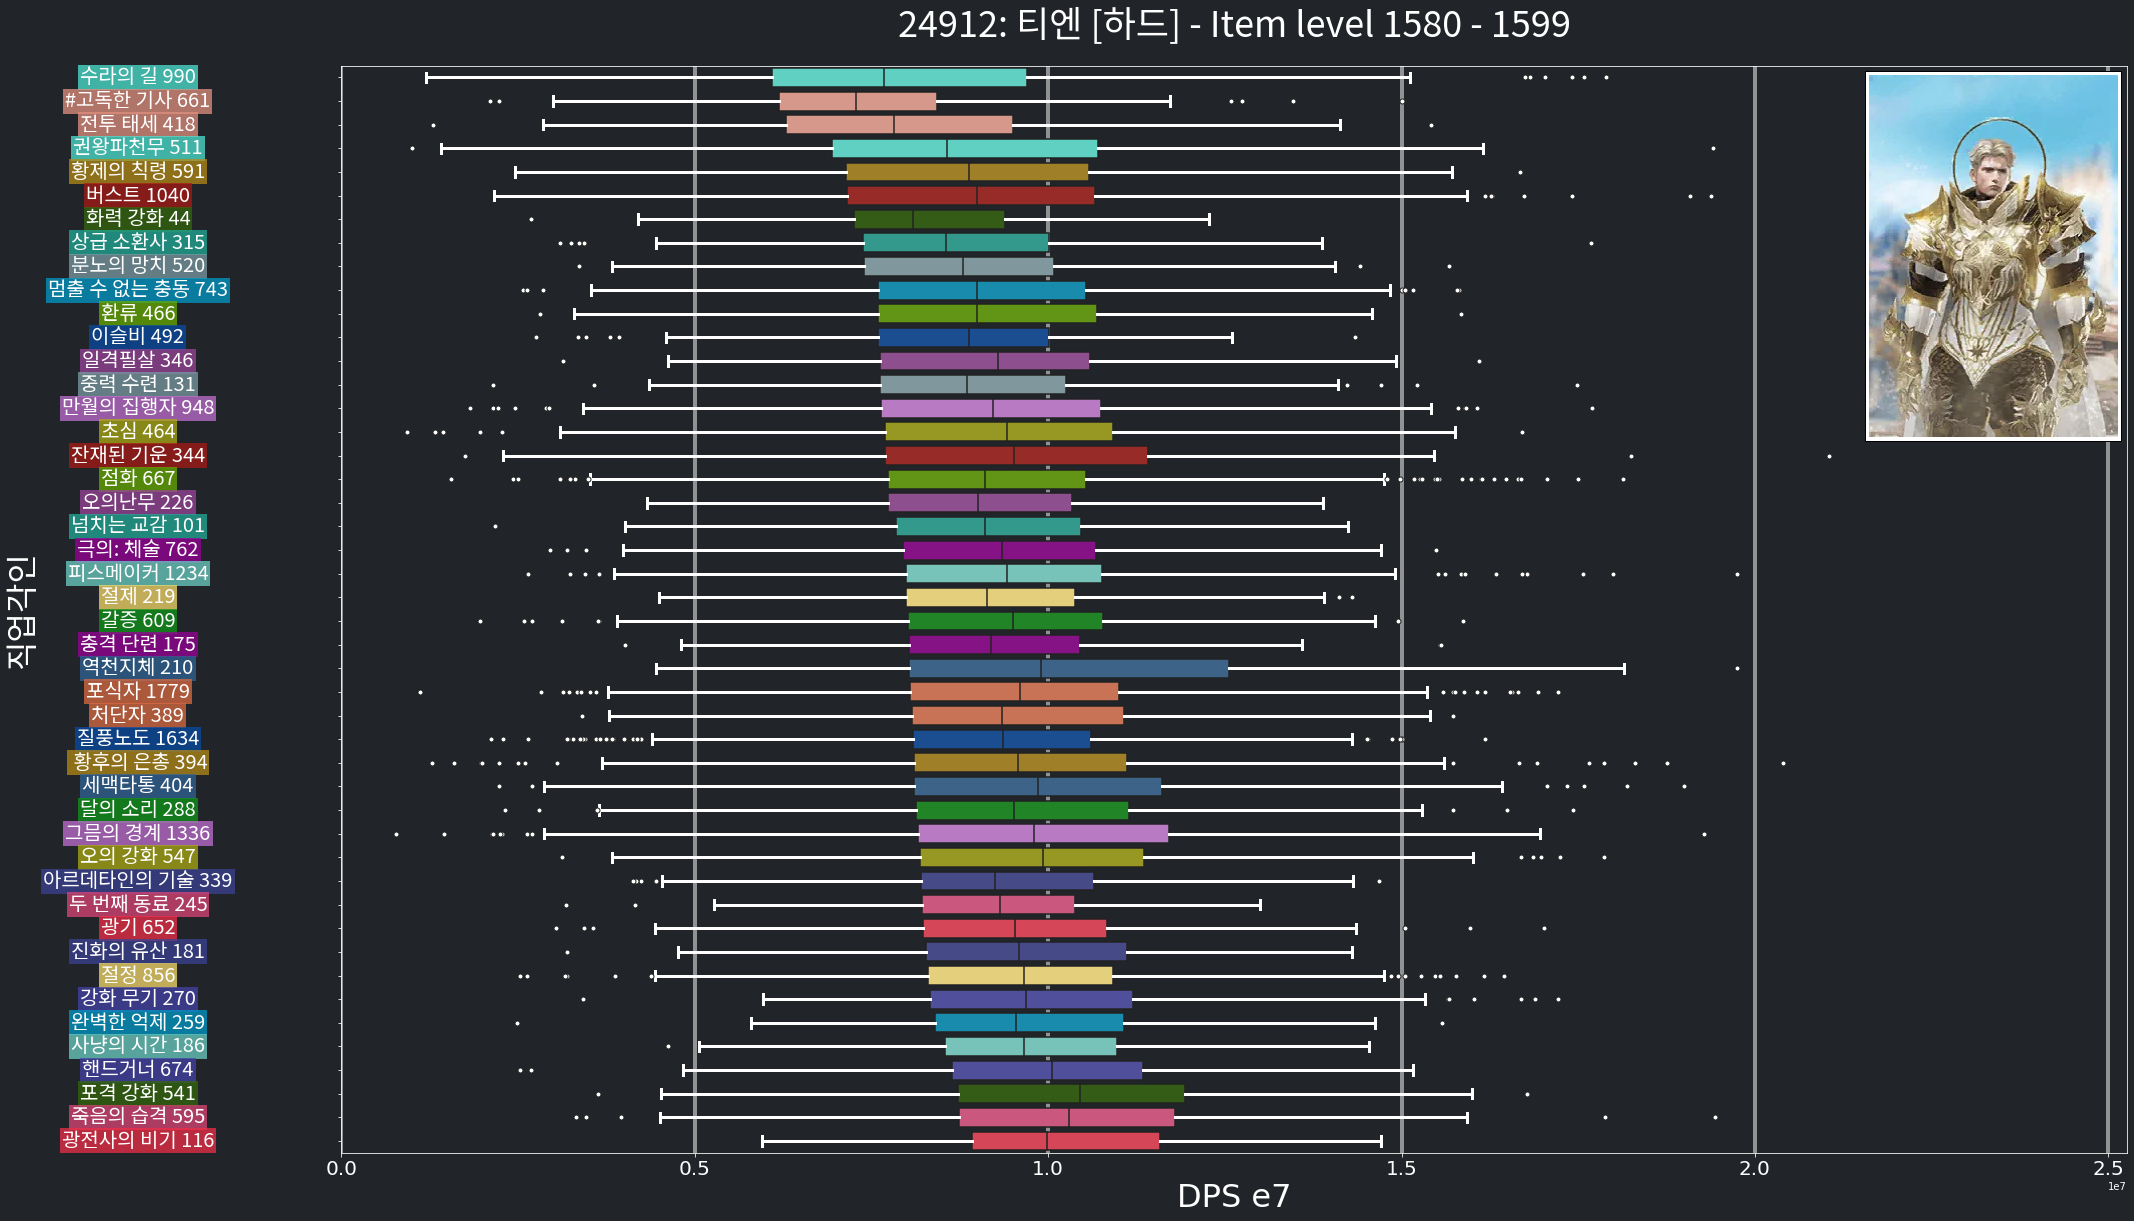 24912: 티엔 [하드] - Item level 1580 - 1599
수라의 길 990
#고독한 기사 661
전투 태세 418
권왕파천무 511
황제의 칙령 591
버스트 1040
화력 강화 44
상급 소환사 315
분노의 망치 520
멈출 수 없는 충동 743
환류 466
이슬비 492
일격필살 346
중력 수련 131
만월의 집행자 948
초심 464
잔재된 기운 344
점화 667
오의난무 226
넘치는 교감 101
극의: 체술 762
피스메이커 1234
절제 219
갈증 609
충격 단련 175
역천지체 210
포식자 1779
처단자 389
질풍노도 1634
황후의 은총 394
세맥타통 404
달의 소리 288
그믐의 경계 1336
오의 강화 547
아르데타인의 기술 339
두 번째 동료 245
광기 652
진화의 유산 181
절정 856
강화 무기 270
완벽한 억제 259
사냥의 시간 186
핸드거너 674
포격 강화 541
죽음의 습격 595
광전사의 비기 116
직업각인
0.0 0.5 1.0 1.5 2.0 2.5
1e7
DPS e7